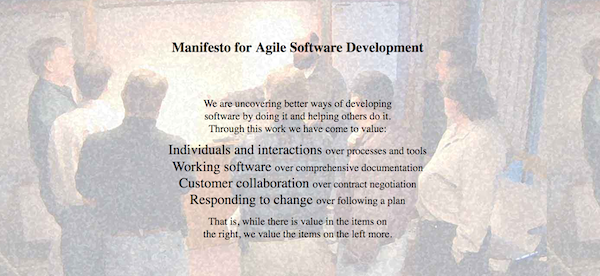 Manifesto for Agile Software Development
We are uncovering better ways of developing
software by doing it and helping others do it.
Through this work we have come to value:
Individuals and interactions over processes and tools
Working software over comprehensive documentation
Customer collaboration over contract negotiation
Responding to change over following a plan
That is, while there is value in the items on
the right, we value the items on the left more.